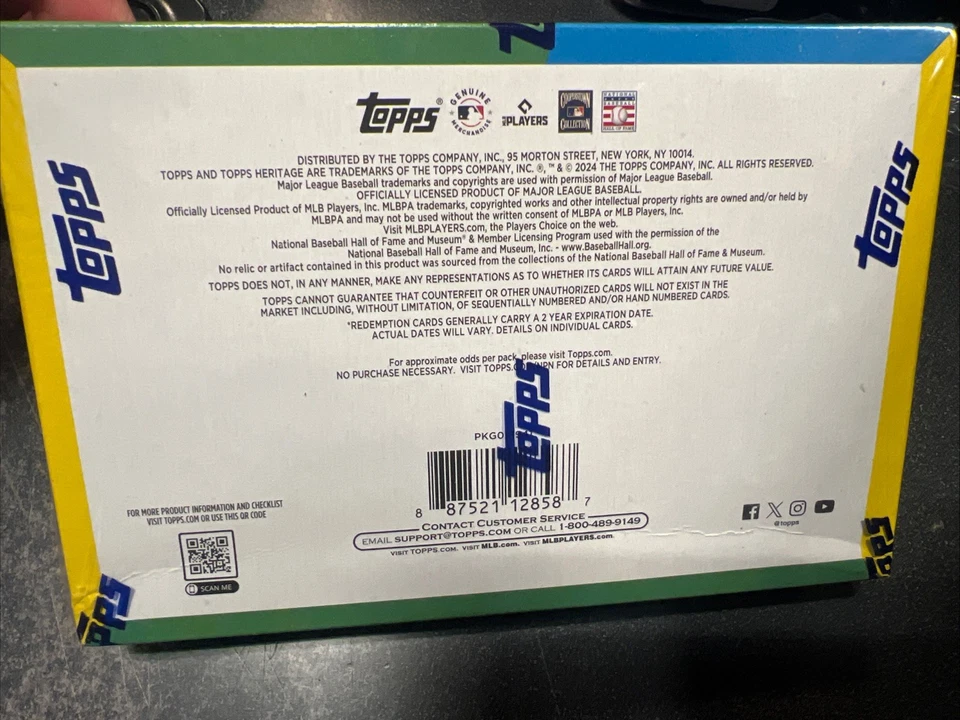 Topps
TOPPS® GENUINE MERCHANDISE PLAYERS COOPERSTOWN COLLECTION NATIONAL BASEBALL HALL OF FAME
DISTRIBUTED BY THE TOPPS COMPANY, INC., 95 MORTON STREET, NEW YORK, NY 10014.
TOPPS AND TOPPS HERITAGE ARE TRADEMARKS OF THE TOPPS COMPANY, INC. ®, ™ & © 2024 THE TOPPS COMPANY, INC. ALL RIGHTS RESERVED.
Major League Baseball trademarks and copyrights are used with permission of Major League Baseball.
OFFICIALLY LICENSED PRODUCT OF MAJOR LEAGUE BASEBALL.
Officially Licensed Product of MLB Players, Inc. MLBPA trademarks, copyrighted works and other intellectual property rights are owned and/or held by
MLBPA and may not be used without the written consent of MLBPA or MLB Players, Inc.
Visit MLBPLAYERS.com, the Players Choice on the web.
National Baseball Hall of Fame and Museum® & Member Licensing Program used with the permission of the
National Baseball Hall of Fame and Museum, Inc. - www.BaseballHall.org.
No relic or artifact contained in this product was sourced from the collections of the National Baseball Hall of Fame & Museum.
TOPPS DOES NOT, IN ANY MANNER, MAKE ANY REPRESENTATIONS AS TO WHETHER ITS CARDS WILL ATTAIN ANY FUTURE VALUE.
TOPPS CANNOT GUARANTEE THAT COUNTERFEIT OR OTHER UNAUTHORIZED CARDS WILL NOT EXIST IN THE
MARKET INCLUDING, WITHOUT LIMITATION, OF SEQUENTIALLY NUMBERED AND/OR HAND NUMBERED CARDS.
*REDEMPTION CARDS GENERALLY CARRY A 2 YEAR EXPIRATION DATE.
ACTUAL DATES WILL VARY. DETAILS ON INDIVIDUAL CARDS.
For approximate odds per pack, please visit Topps.com.
NO PURCHASE NECESSARY. VISIT FOR DETAILS AND ENTRY.
Topps
Topps
Topps
8 87521 12858 7
CONTACT CUSTOMER SERVICE
EMAIL SUPPORT@TOPPS.COM OR CALL 1-800-489-9149
VISIT TOPPS.COM. VISIT MLB.com. VISIT MLBPLAYERS.com.
FOR MORE PRODUCT INFORMATION AND CHECKLIST
VISIT TOPPS.COM OR USE THIS QR CODE
SCAN ME
@topps
Topps